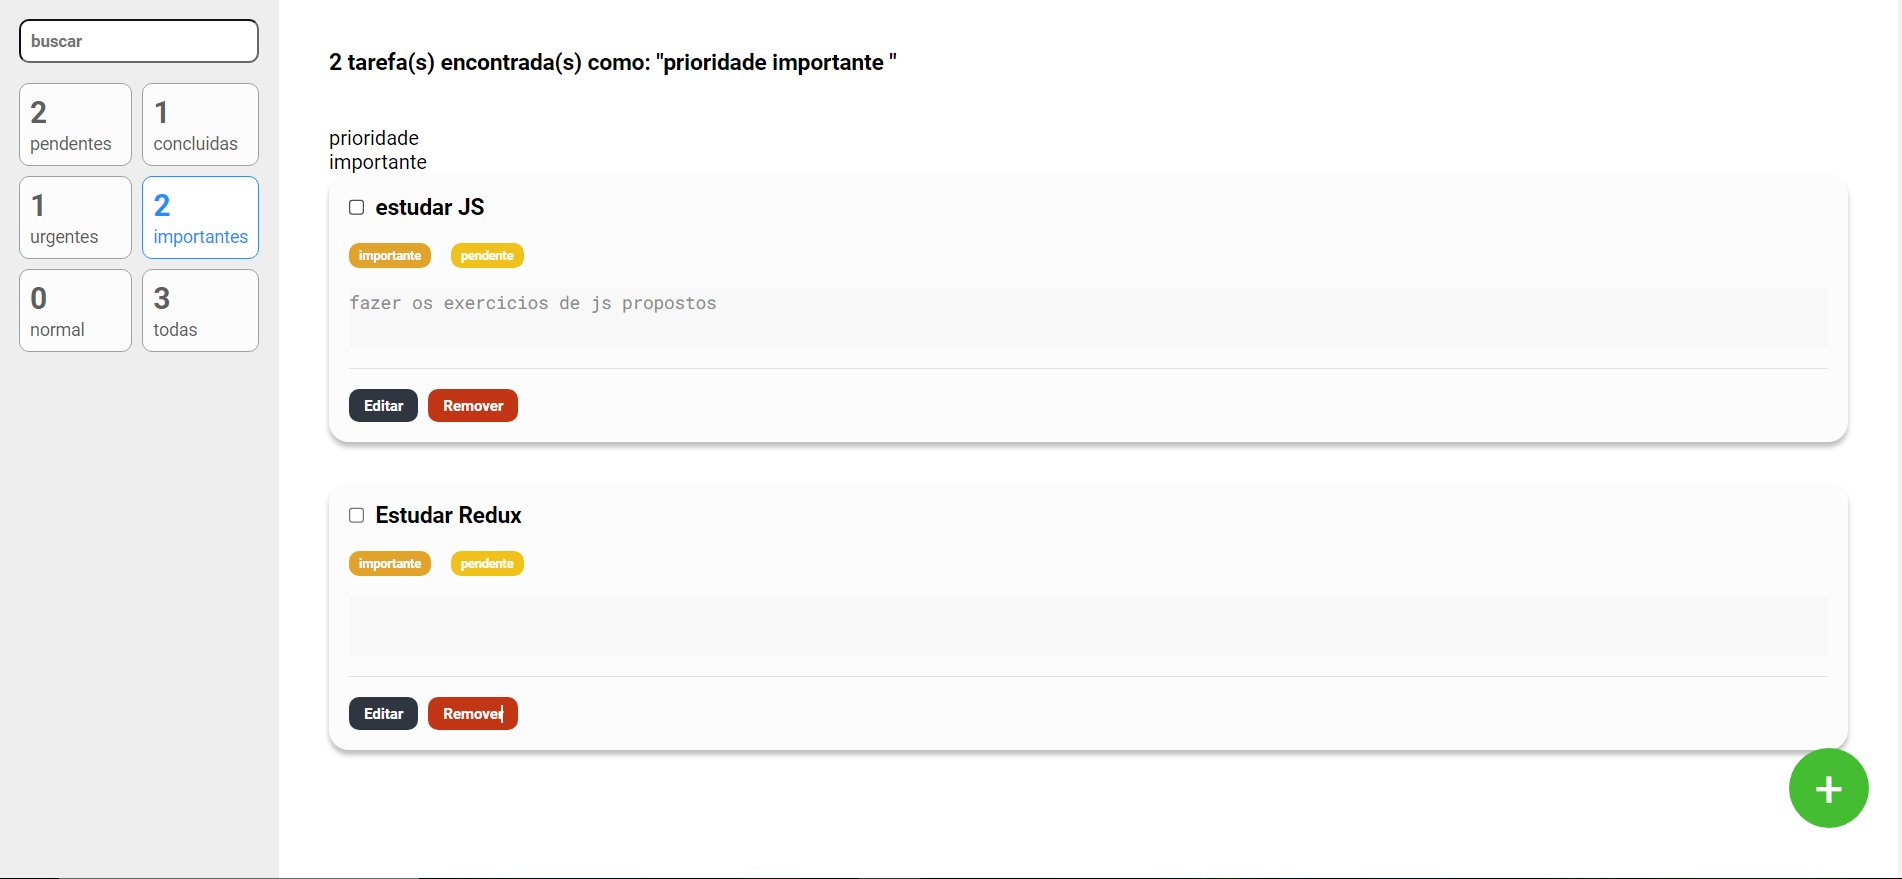 buscar
2
pendentes
1
concluidas
1
urgentes
2
importantes
0
normal
3
todas
2 tarefa(s) encontrada(s) como: "prioridade importante "
prioridade
importante
estudar JS
importante pendente
fazer os exercicios de js propostos
Editar Remover
Estudar Redux
importante pendente
Editar Remover
+